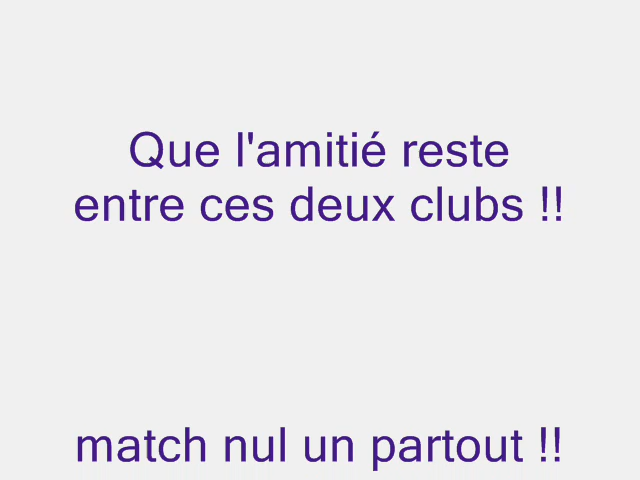 Que l'amitié reste
entre ces deux clubs !!
match nul un partout !!